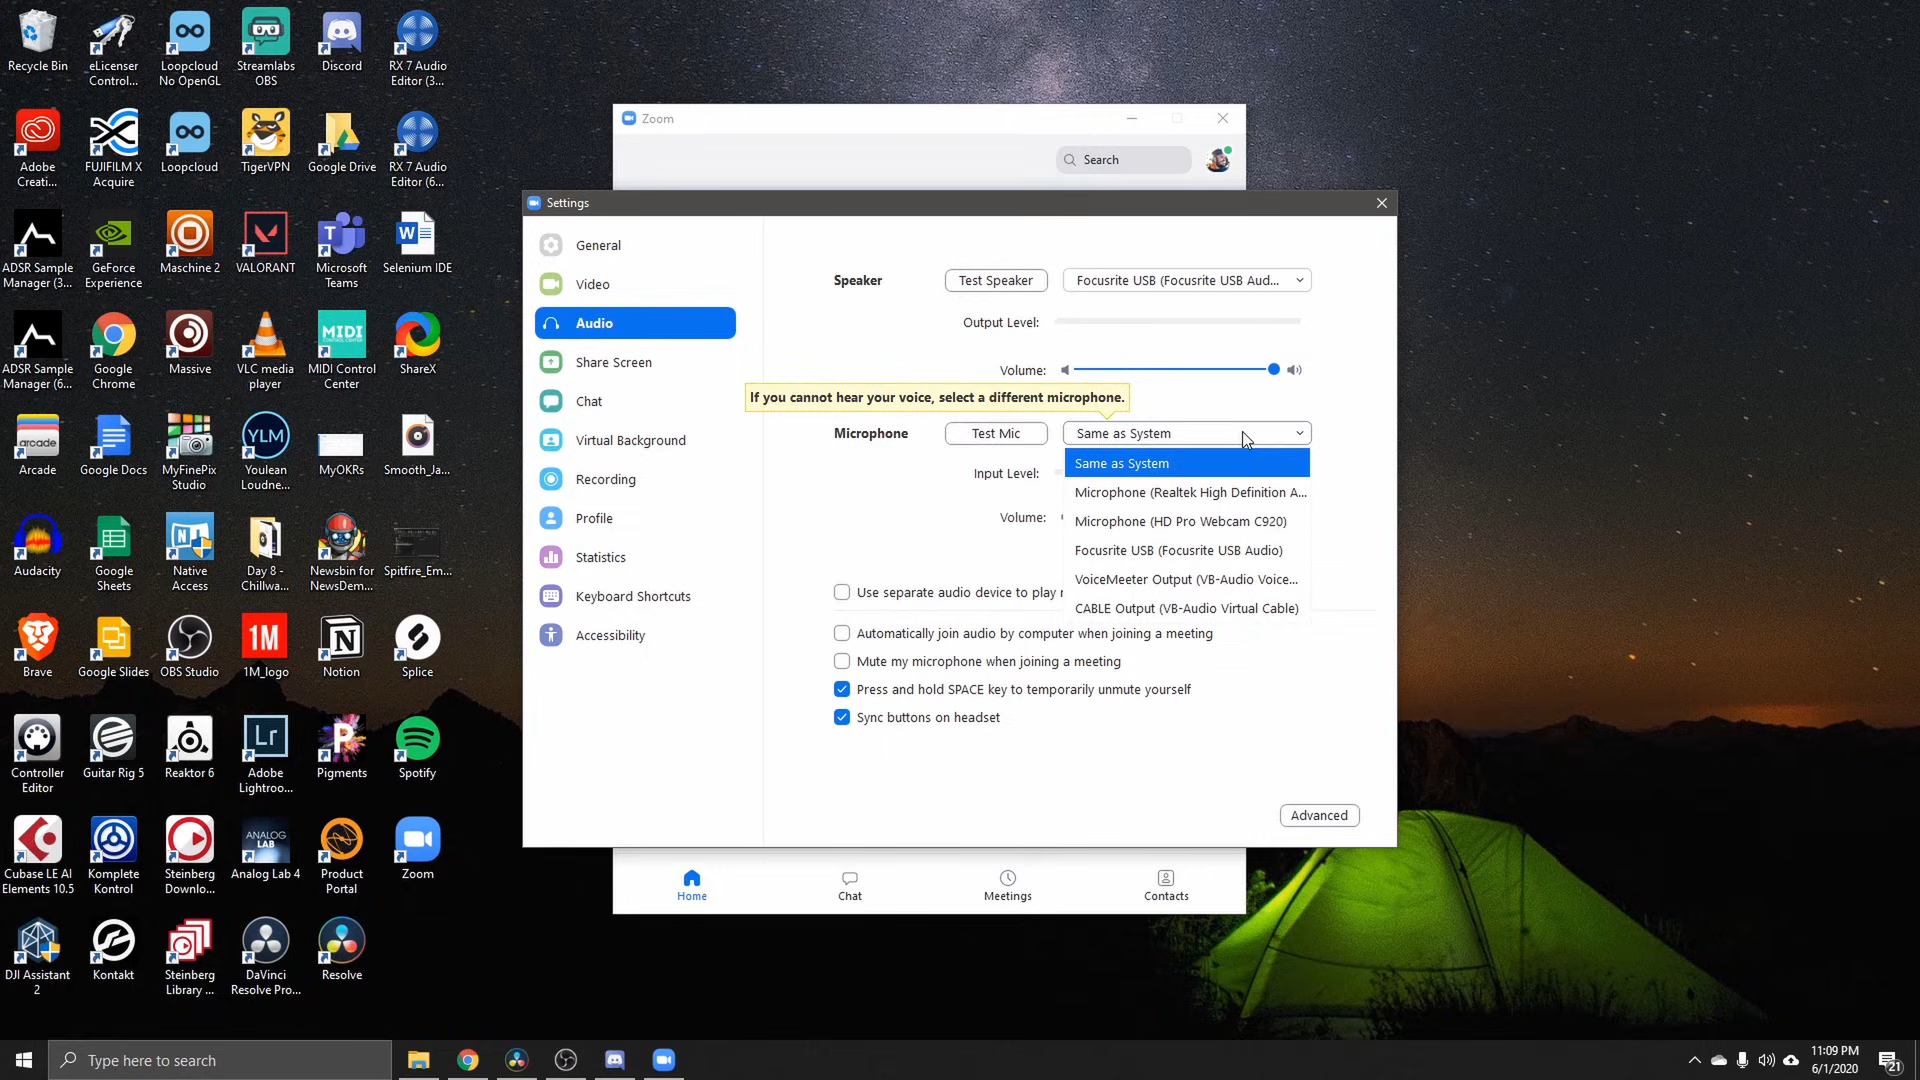 Recycle Bin
eLicenser
Control...
Loopcloud
No OpenGL
Streamlabs
OBS
Discord
RX 7 Audio
Editor (3...
Adobe
Creati...
FUJIFILM X
Acquire
Loopcloud
TigerVPN
Google Drive
RX 7 Audio
Editor (6...
ADSR Sample
Manager (3...
GeForce
Experience
Maschine 2
VALORANT
Microsoft
Teams
Selenium IDE
ADSR Sample
Manager (6...
Google
Chrome
Massive
VLC media
player
MIDI
CONTROL
CENTER
MIDI Control
Center
ShareX
arcade
Arcade
Google Docs
MyFinePix
Studio
YLM
Youlean
Loudne...
MyOKRs
Smooth_Ja...
Audacity
Google
Sheets
Native
Access
Day 8 -
Chillwa...
Newsbin for
NewsDem...
Spitfire_Em...
Brave
Google Slides
OBS Studio
1M
1M_logo
Notion
Splice
Controller
Editor
Guitar Rig 5
Reaktor 6
Lr
Adobe
Lightroo...
Pigments
Spotify
Cubase LE AI
Elements 10.5
Komplete
Kontrol
Steinberg
Downlo...
ANALOG
LAB
Analog Lab 4
Product
Portal
Zoom
DJI Assistant
2
Kontakt
Steinberg
Library ...
DaVinci
Resolve Pro...
Resolve
Zoom
Search
Settings
General
Video
Audio
Share Screen
Chat
Virtual Background
Recording
Profile
Statistics
Keyboard Shortcuts
Accessibility
Speaker
Test Speaker
Focusrite USB (Focusrite USB Aud...
Output Level:
Volume:
If you cannot hear your voice, select a different microphone.
Microphone
Test Mic
Same as System
Input Level:
Same as System
Microphone (Realtek High Definition A...
Volume:
Microphone (HD Pro Webcam C920)
Focusrite USB (Focusrite USB Audio)
VoiceMeeter Output (VB-Audio Voice...
CABLE Output (VB-Audio Virtual Cable)
Use separate audio device to play
Automatically join audio by computer when joining a meeting
Mute my microphone when joining a meeting
Press and hold SPACE key to temporarily unmute yourself
Sync buttons on headset
Advanced
Home
Chat
Meetings
Contacts
Type here to search
11:09 PM
6/1/2020
21